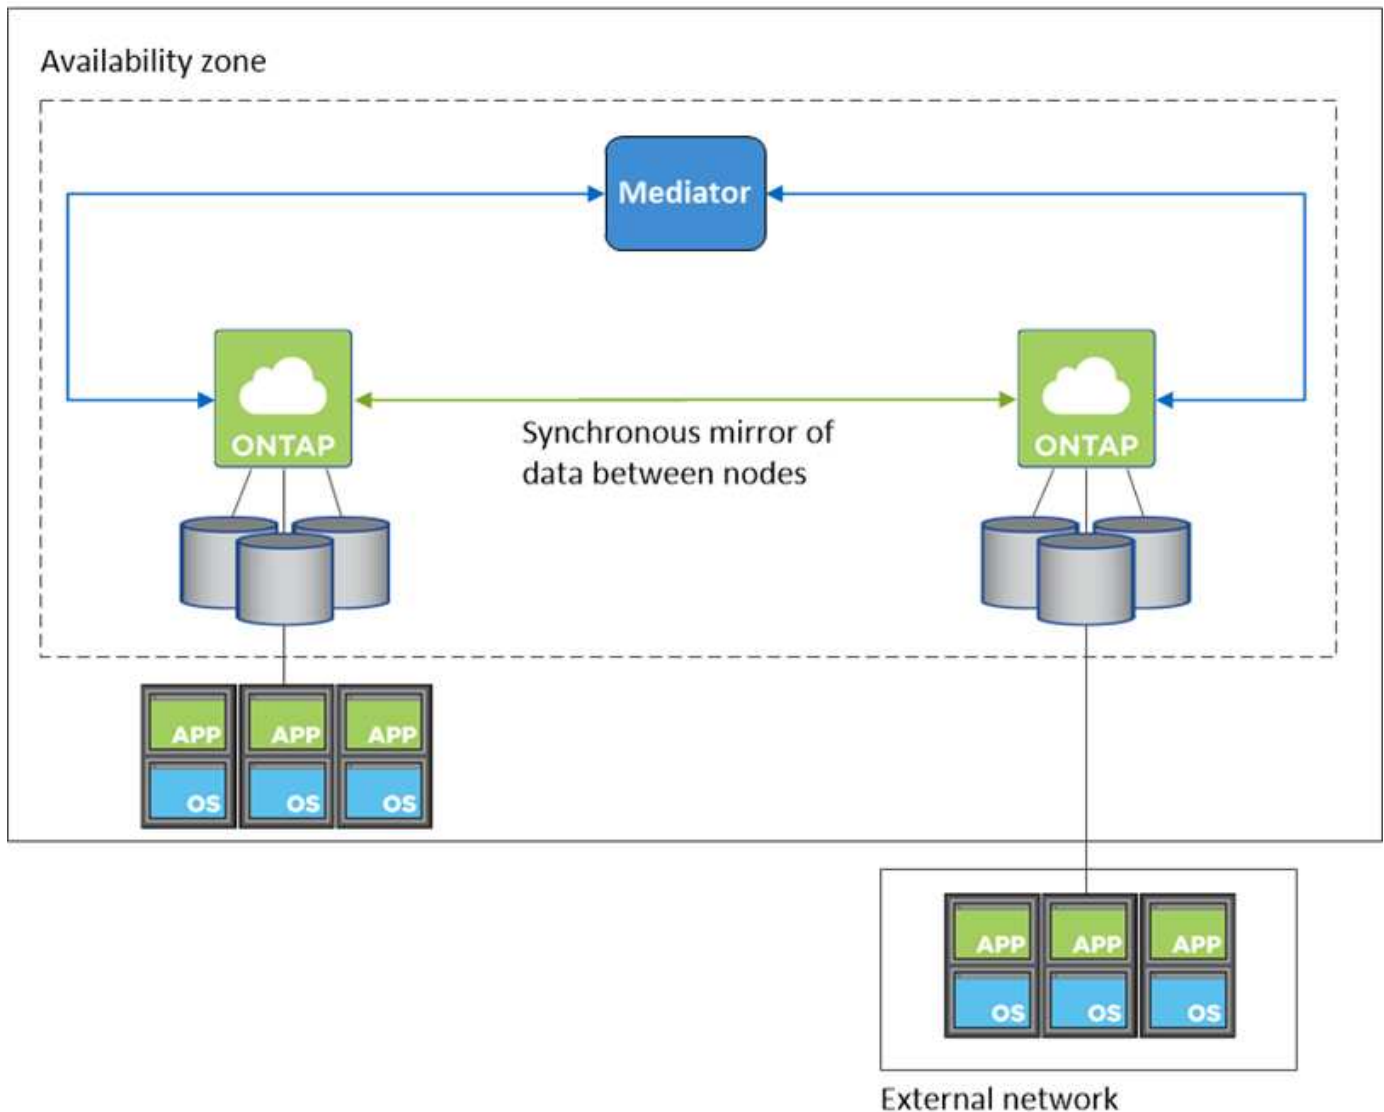 Availability zone
Mediator
ONTAP
ONTAP
Synchronous mirror of
data between nodes
APP
APP
APP
OS
OS
OS
APP
APP
APP
OS
OS
OS
External network